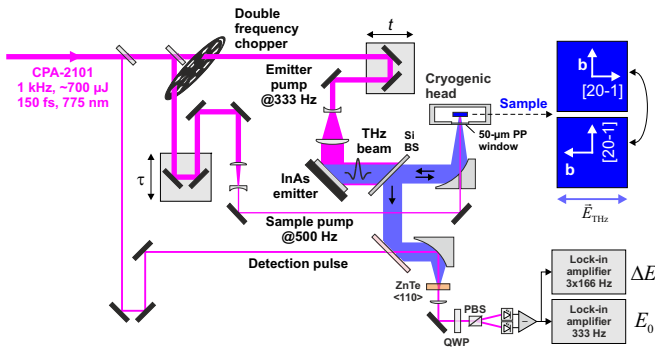 Double
frequency
chopper
t
CPA-2101
1 kHz, ~700 µJ
150 fs, 775 nm
Emitter
pump
@333 Hz
Cryogenic
head
Sample
50-µm PP
window
THz
beam
Si
BS
InAs
emitter
τ
Sample pump
@500 Hz
Detection pulse
ZnTe
<110>
QWP
PBS
~
b
[20-1]
b
[20-1]
E⃗THz
Lock-in
amplifier
3x166 Hz
ΔE
Lock-in
amplifier
333 Hz
E0